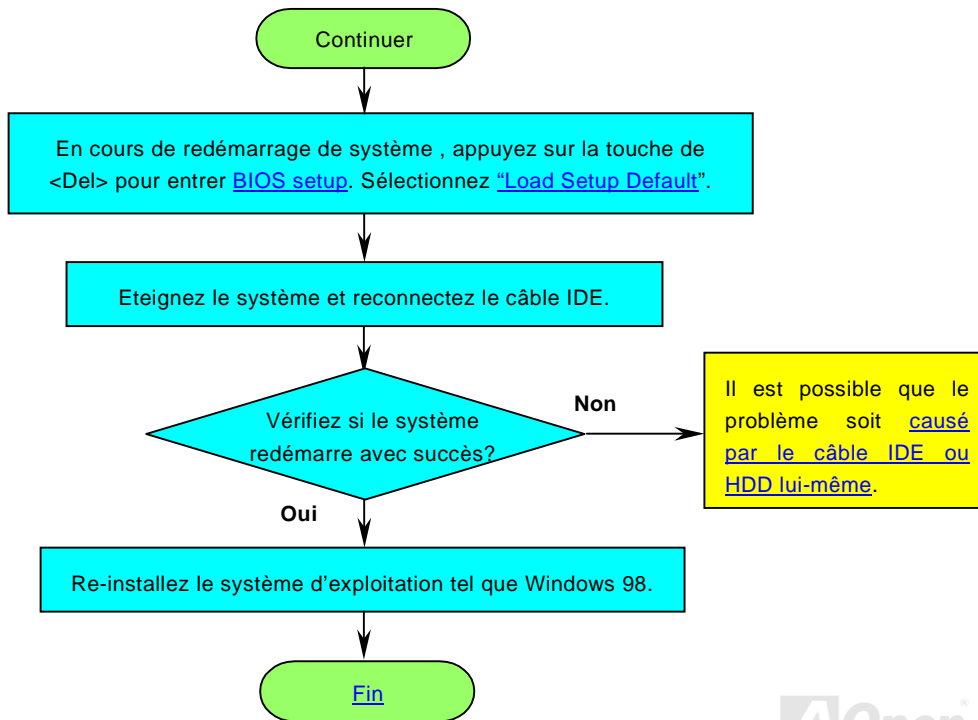 Continuer
En cours de redémarrage de système , appuyez sur la touche de
<Del> pour entrer BIOS setup. Sélectionnez “Load Setup Default”.
Eteignez le système et reconnectez le câble IDE.
Vérifiez si le système
redémarre avec succès?
Non
Il est possible que le
problème soit causé
par le câble IDE ou
HDD lui-même.
Oui
Re-installez le système d’exploitation tel que Windows 98.
Fin